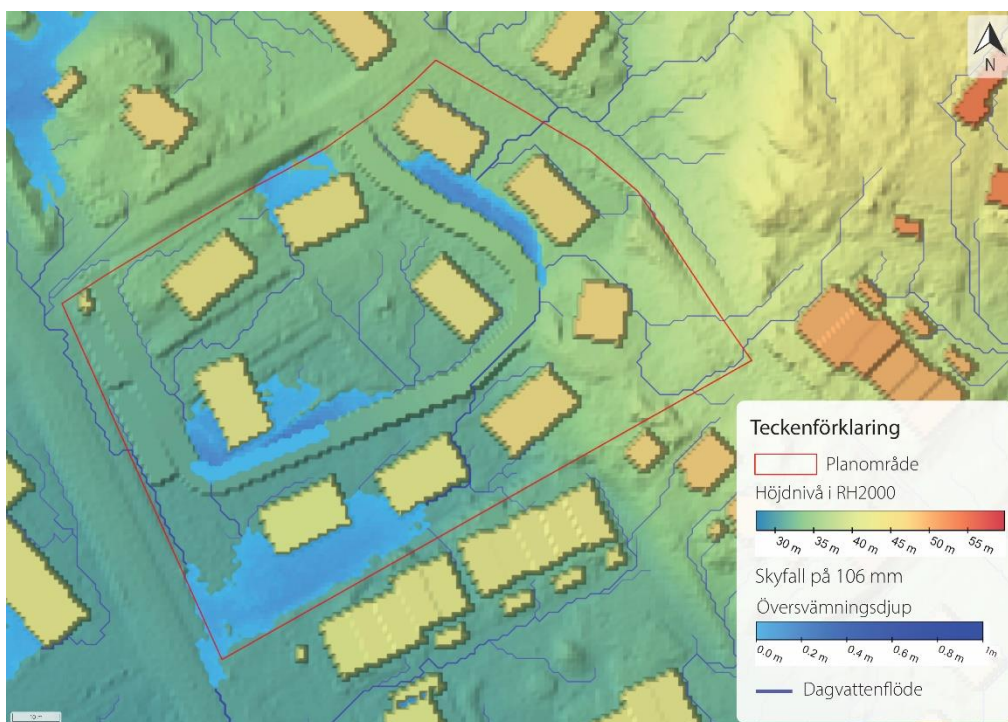 N
Teckenförklaring
Planområde
Höjdnivå i RH2000
30 m 35 m 40 m 45 m 50 m 55 m
Skyfall på 106 mm
Översvämningsdjup
0.0 m 0.2 m 0.4 m 0.6 m 0.8 m 1m
Dagvattenflöde
10 m